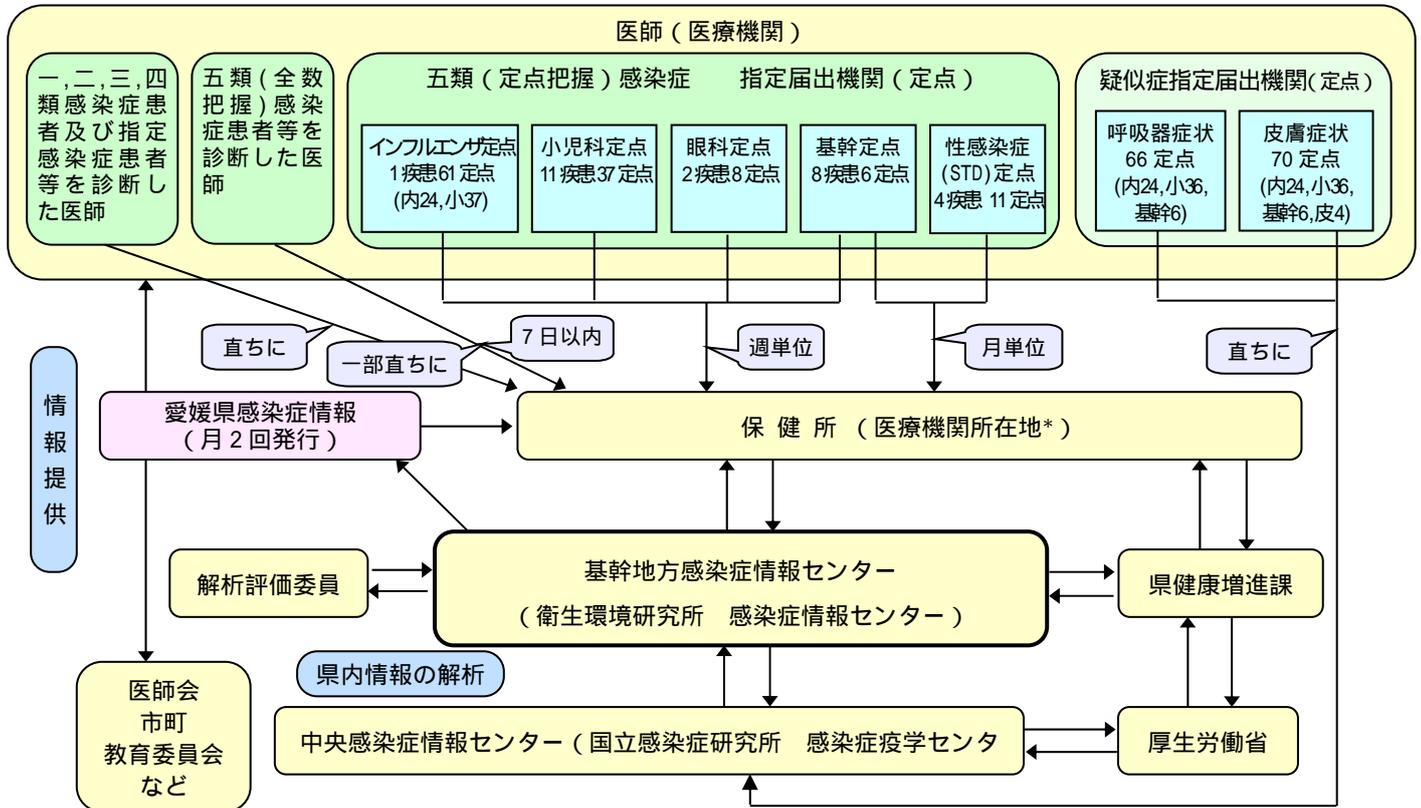 医師（医療機関）
一,二,三,四
類感染症患
者及び指定
感染症患者
等を診断し
た医師
五類(全数
把握)感染
症患者等を
診断した医
師
五類（定点把握）感染症　　指定届出機関（定点）
インフルエンザ定点
1疾患61定点
(内24,小37)
小児科定点
11疾患37定点
眼科定点
2疾患8定点
基幹定点
8疾患6定点
性感染症
(STD)定点
4疾患 11定点
疑似症指定届出機関(定点)
呼吸器症状
66 定点
(内24,小36,
基幹6)
皮膚症状
70 定点
(内24,小36,
基幹6,皮4)
直ちに
一部直ちに
７日以内
週単位
月単位
直ちに
情
報
提
供
愛媛県感染症情報
（月２回発行）
保 健 所 （医療機関所在地*）
解析評価委員
基幹地方感染症情報センター
（衛生環境研究所　感染症情報センター）
県健康増進課
県内情報の解析
医師会
市町
教育委員会
など
中央感染症情報センター（国立感染症研究所　感染症疫学センタ
厚生労働省